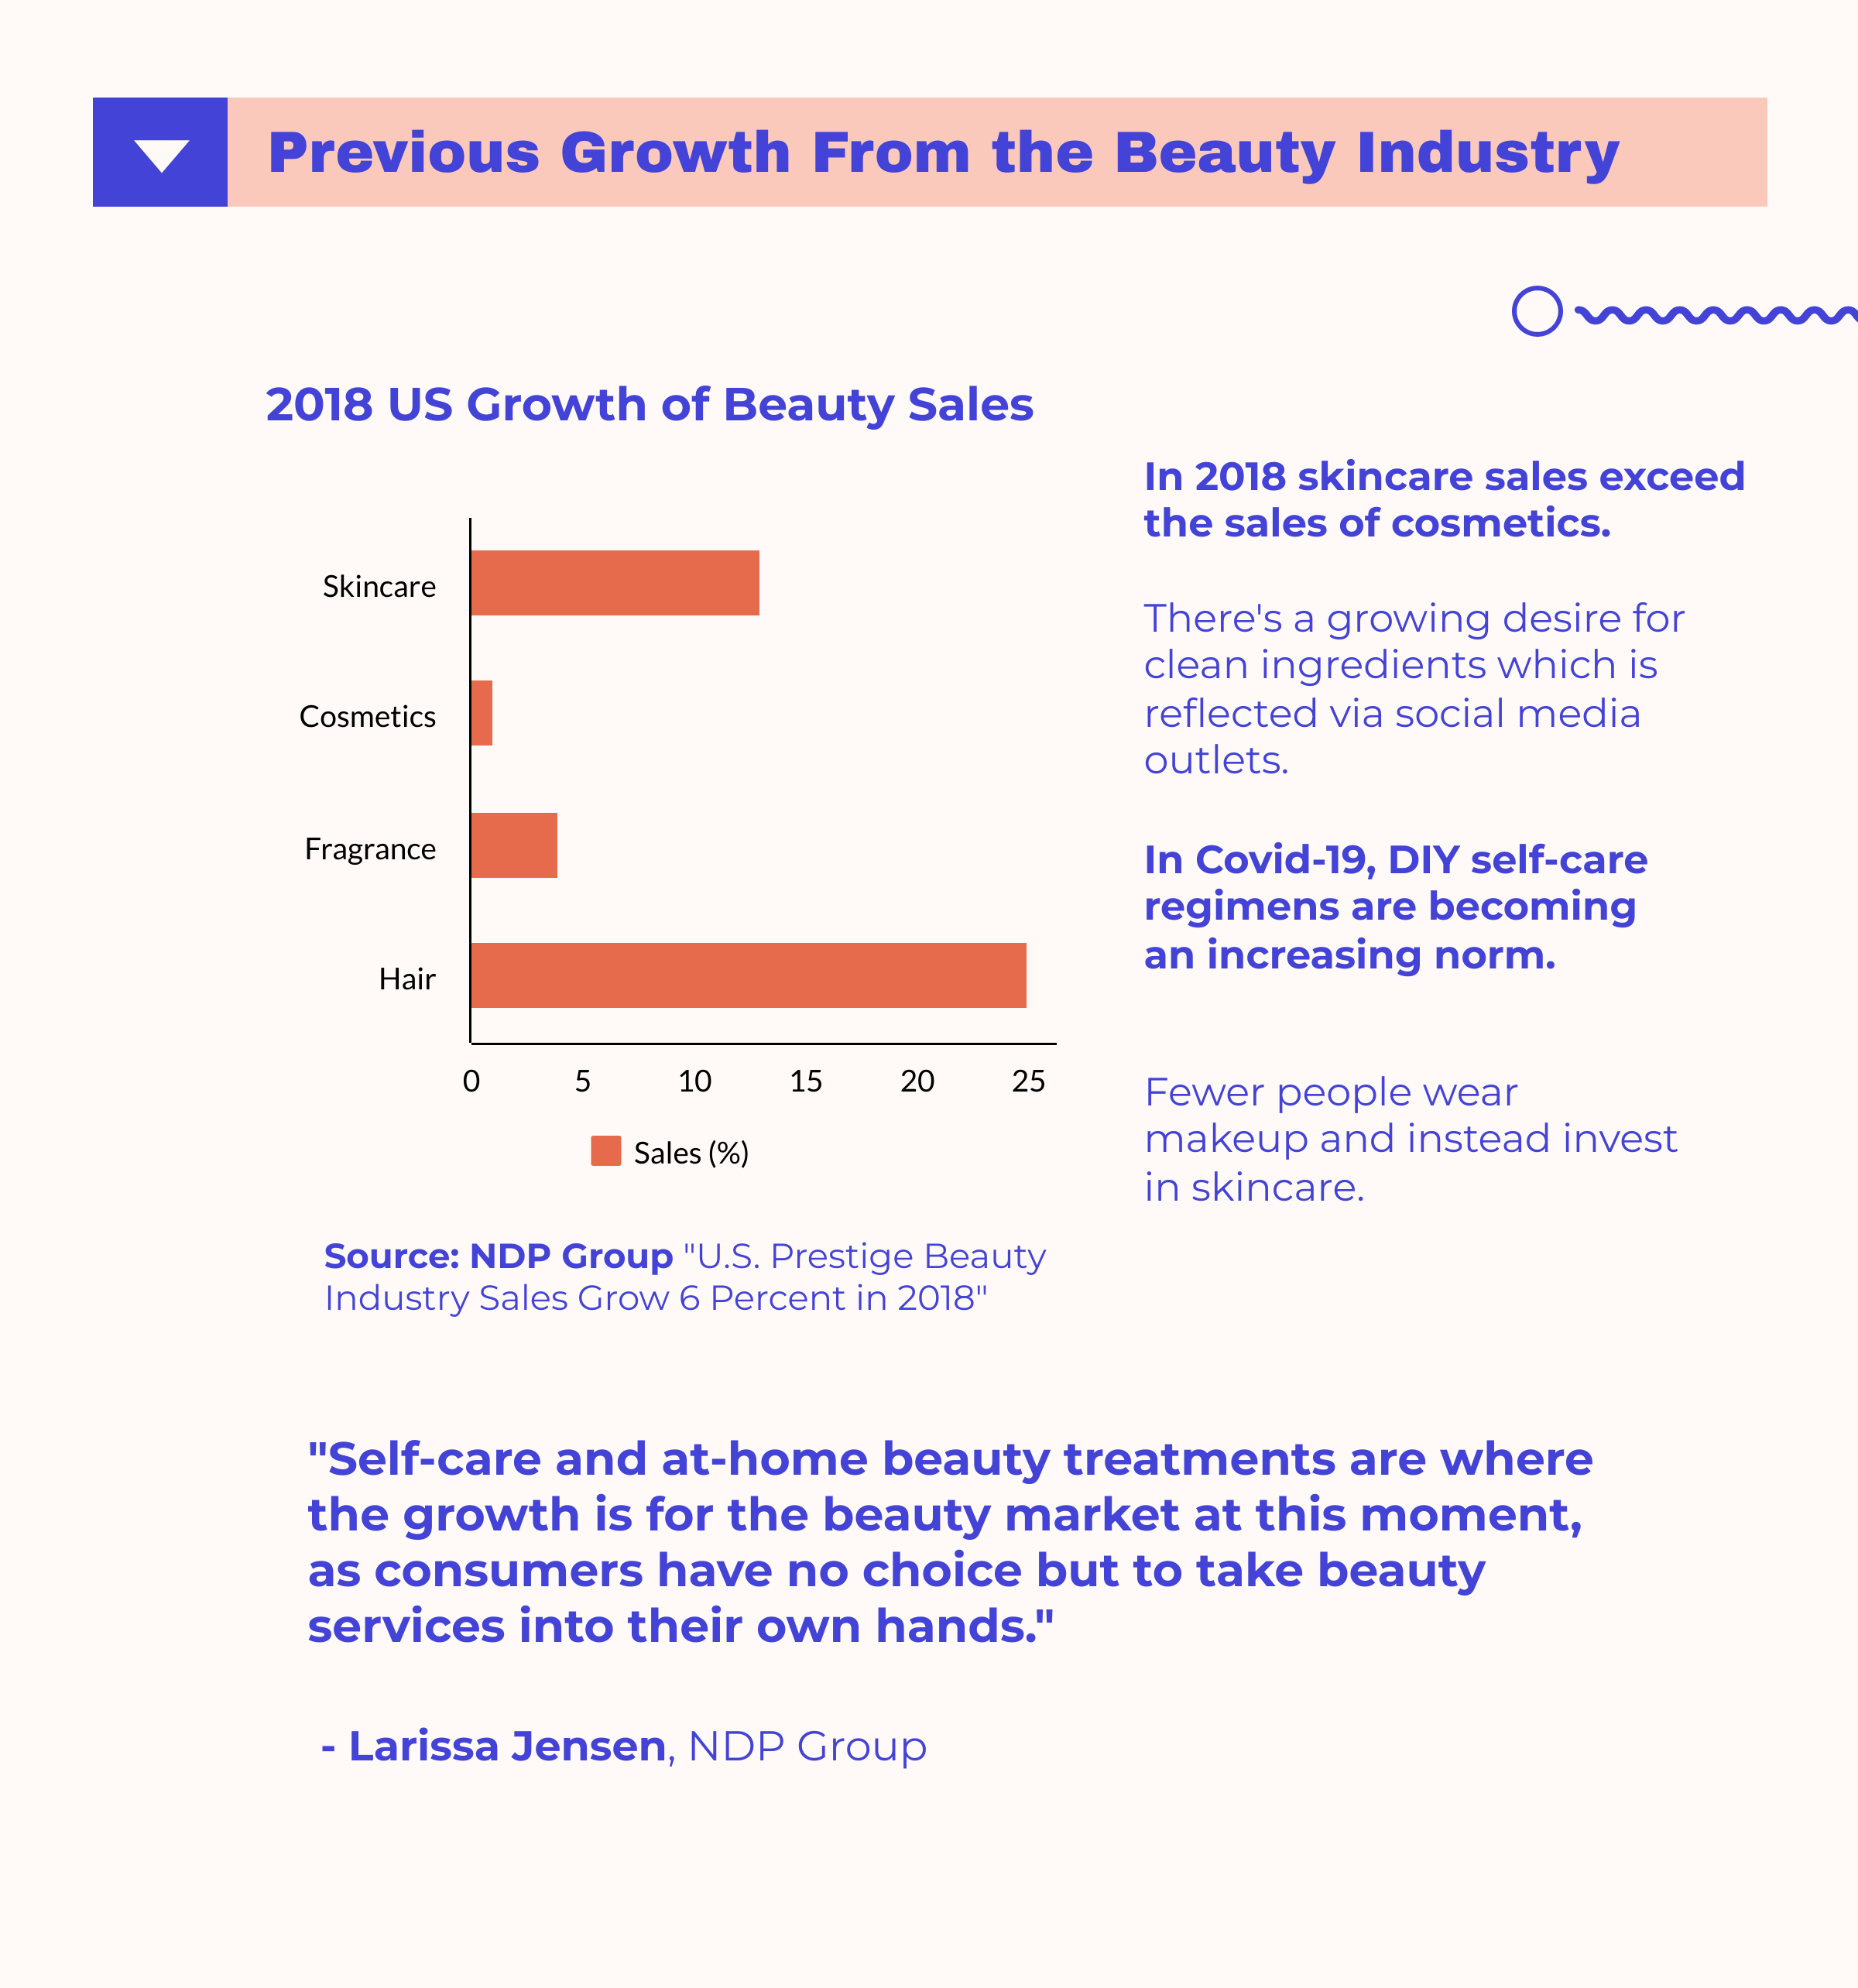 Previous Growth From the Beauty Industry
2018 US Growth of Beauty Sales
Skincare
Cosmetics
Fragrance
Hair
0 5 10 15 20 25
Sales (%)
Source: NDP Group "U.S. Prestige Beauty
Industry Sales Grow 6 Percent in 2018"
In 2018 skincare sales exceed
the sales of cosmetics.
There's a growing desire for
clean ingredients which is
reflected via social media
outlets.
In Covid-19, DIY self-care
regimens are becoming
an increasing norm.
Fewer people wear
makeup and instead invest
in skincare.
"Self-care and at-home beauty treatments are where
the growth is for the beauty market at this moment,
as consumers have no choice but to take beauty
services into their own hands."
- Larissa Jensen, NDP Group